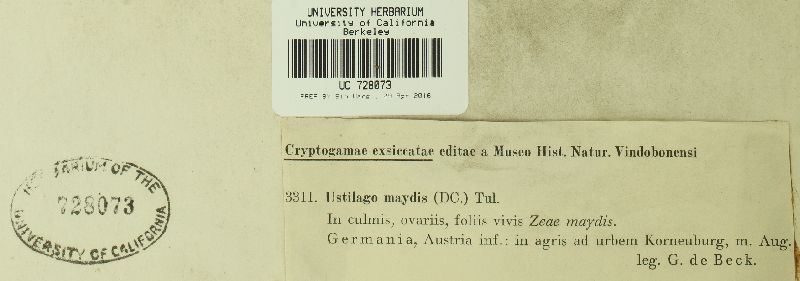 UNIVERSITY HERBARIUM
University of California
Berkeley
UC 728073
2016
Cryptogamae exsiccatae editae a Museo Hist. Natur. Vindobonensi
3311. Ustilago maydis (DC.) Tul.
In culmis, ovariis, foliis vivis Zeae maydis.
Germania, Austria inf.: in agris ad urbem Korneuburg, m. Aug.
leg. G. de Beck.
HERBARIUM OF THE
728073
UNIVERSITY OF CALIFORNIA